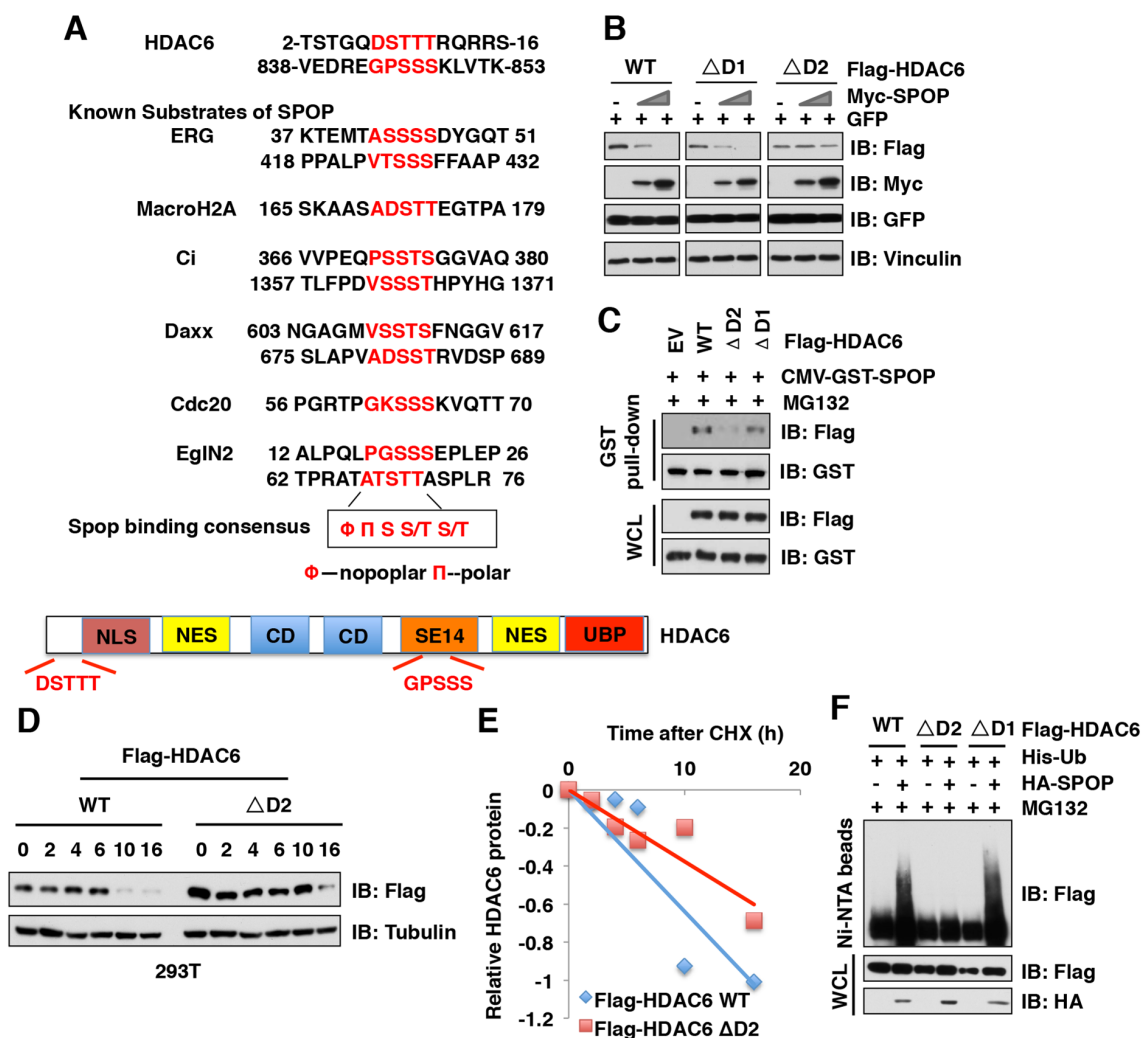 A
HDAC6 2-TSTGQDSTTTRQRRS-16
838-VEDREGPSSSKLVTK-853
Known Substrates of SPOP
ERG 37 KTEMTASSSSDYGQT 51
418 PPALPVTSSSFFAAP 432
MacroH2A 165 SKAASADSTTEGTPA 179
Ci 366 VVPEQPSSTSGGVAQ 380
1357 TLFPDVSSSTHPYHG 1371
Daxx 603 NGAGMVSSTSFNGGV 617
675 SLAPVADSSTRVDSP 689
Cdc20 56 PGRTPGKSSSKVQTT 70
EgIN2 12 ALPQLPGSSSEPLEP 26
62 TPRATATSTTASPLR 76
Spop binding consensus Φ Π S S/T S/T
Φ—nopoplar Π--polar
NLS NES CD CD SE14 NES UBP HDAC6
DSTTT GPSSS
B
WT △D1 △D2 Flag-HDAC6
- - - Myc-SPOP
+ + + + + + + + + GFP
IB: Flag
IB: Myc
IB: GFP
IB: Vinculin
C
EV WT △D2 △D1 Flag-HDAC6
+ + + + CMV-GST-SPOP
+ + + + MG132
GST pull-down
IB: Flag
IB: GST
WCL
IB: Flag
IB: GST
D
Flag-HDAC6
WT △D2
0 2 4 6 10 16 0 2 4 6 10 16
IB: Flag
IB: Tubulin
293T
E
Time after CHX (h)
0 10 20
Relative HDAC6 protein
0
-0.2
-0.4
-0.6
-0.8
-1
-1.2
Flag-HDAC6 WT
Flag-HDAC6 ΔD2
F
WT △D2 △D1 Flag-HDAC6
+ + + + + + His-Ub
- + - + - + HA-SPOP
+ + + + + + MG132
Ni-NTA beads
IB: Flag
WCL
IB: Flag
IB: HA